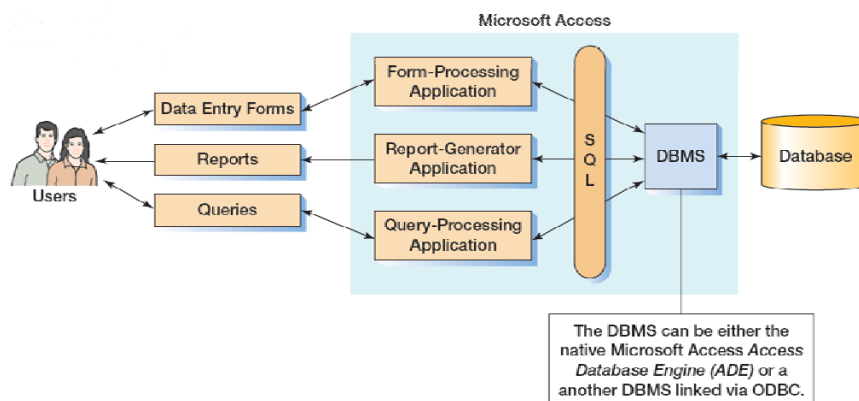 Microsoft Access
Form-Processing
Application
Data Entry Forms
Report-Generator
Application
Reports
Users
Queries
Query-Processing
Application
S
Q
L
DBMS
Database
The DBMS can be either the
native Microsoft Access Access
Database Engine (ADE) or a
another DBMS linked via ODBC.